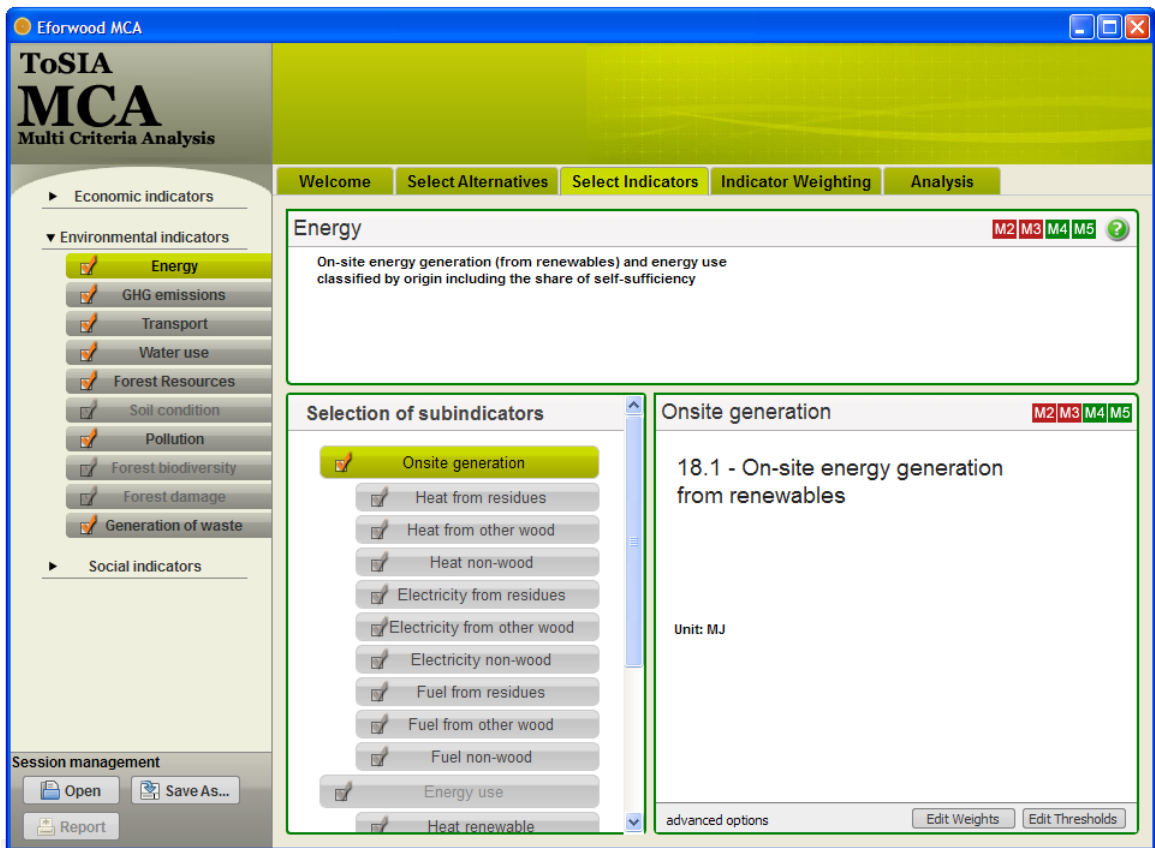 Eforwood MCA
ToSIA
MCA
Multi Criteria Analysis
Welcome
Select Alternatives
Select Indicators
Indicator Weighting
Analysis
► Economic indicators
▼ Environmental indicators
Energy
GHG emissions
Transport
Water use
Forest Resources
Soil condition
Pollution
Forest biodiversity
Forest damage
Generation of waste
► Social indicators
Session management
Open
Save As...
Report
Energy
M2 M3 M4 M5 ?
On-site energy generation (from renewables) and energy use
classified by origin including the share of self-sufficiency
Selection of subindicators
Onsite generation
Heat from residues
Heat from other wood
Heat non-wood
Electricity from residues
Electricity from other wood
Electricity non-wood
Fuel from residues
Fuel from other wood
Fuel non-wood
Energy use
Heat renewable
Onsite generation
M2 M3 M4 M5
18.1 - On-site energy generation
from renewables
Unit: MJ
advanced options
Edit Weights
Edit Thresholds